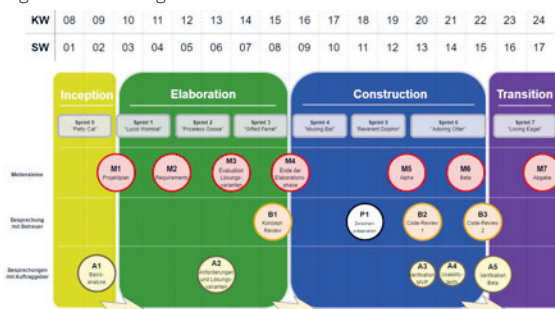 KW 08 09 10 11 12 13 14 15 16 17 18 19 20 21 22 23 24
SW 01 02 03 04 05 06 07 08 09 10 11 12 13 14 15 16 17
Inception Elaboration Construction Transition
Sprint 0 Sprint 1 Sprint 2 Sprint 3 Sprint 4 Sprint 5 Sprint 6 Sprint 7
"Petty Cat" "Lucid Wombat" "Priceless Goose" "Gifted Ferret" "Musing Bat" "Reverent Dolphin" "Adoring Otter" "Loving Eagle"
Meilensteine
M1
Projektplan
M2
Requirements
M3
Evaluation
Lösungs-
varianten
M4
Ende der
Elaborations-
phase
M5
Alpha
M6
Beta
M7
Abgabe
Besprechung
mit Betreuer
B1
Konzept-
Review
P1
Zwischen-
präsentation
B2
Code-Review
1
B3
Code-Review
2
Besprechungen
mit Auftraggeber
A1
Basis-
analyse
A2
Anforderungen
und Lösungs-
varianten
A3
Verification
MVP
A4
Usability-
tests
A5
Verification
Beta